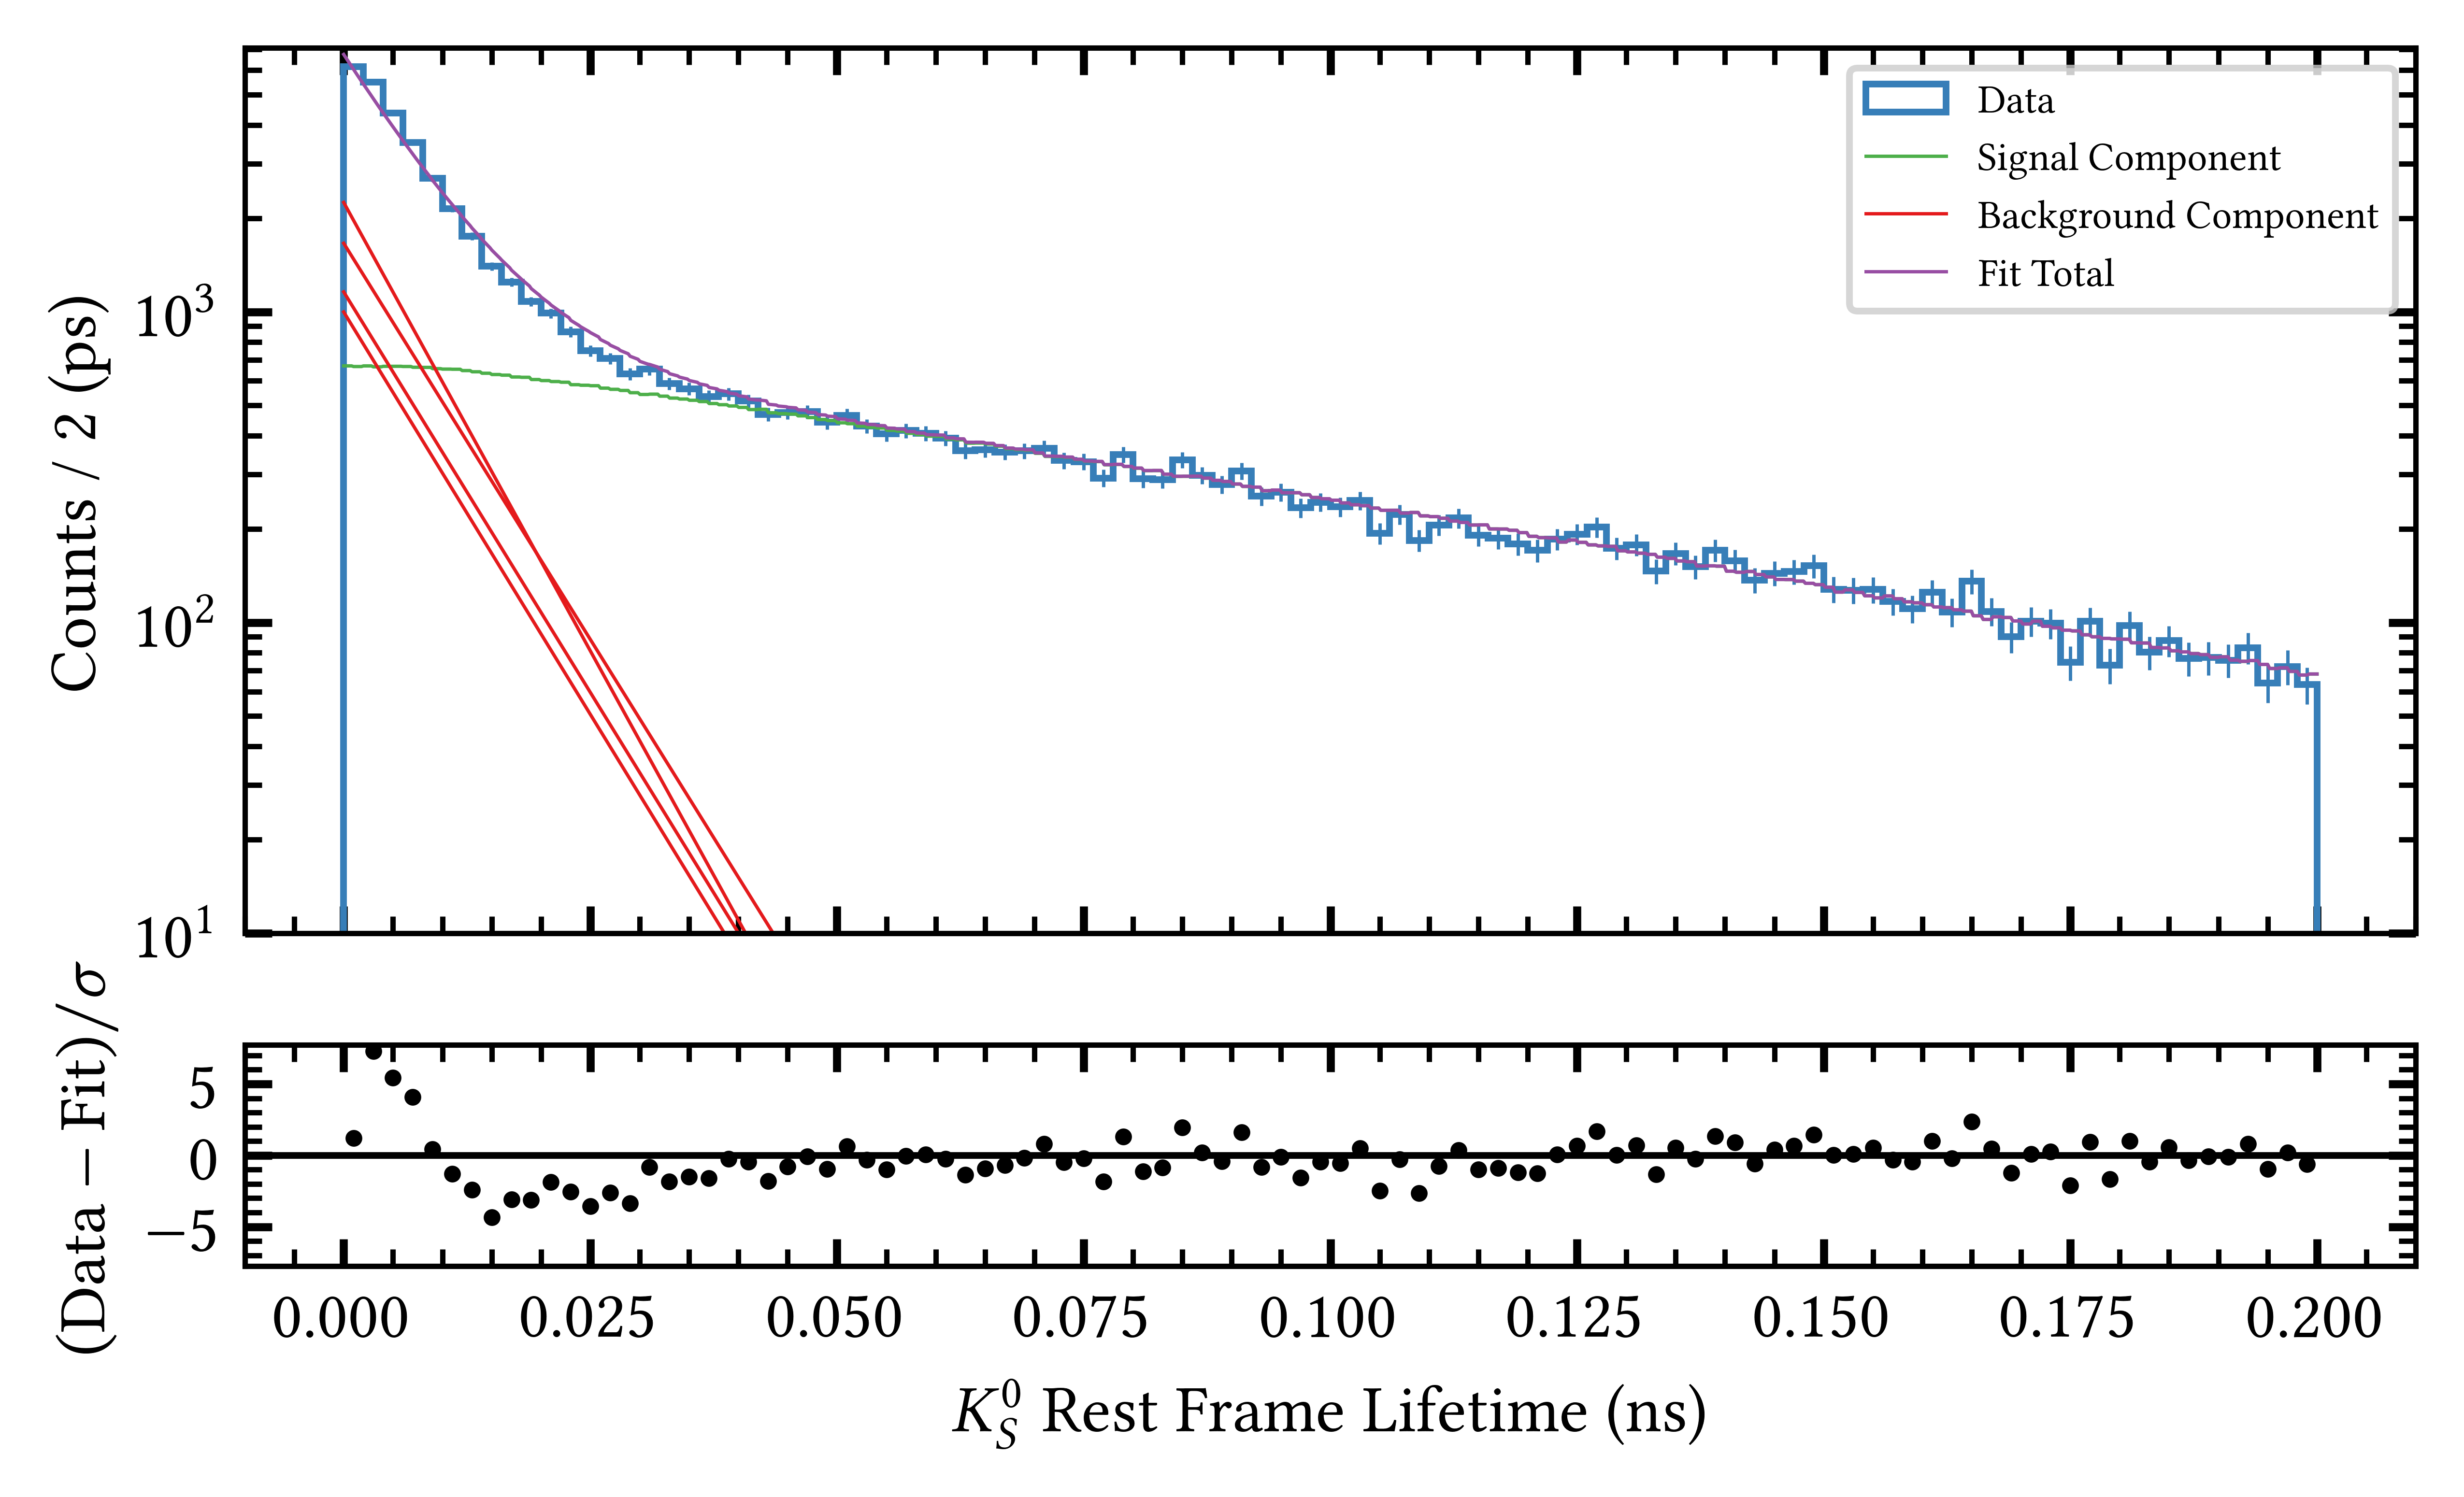 Counts / 2 (ps)
10³
10²
10¹
Data
Signal Component
Background Component
Fit Total
(Data − Fit)/σ
5
0
−5
0.000 0.025 0.050 0.075 0.100 0.125 0.150 0.175 0.200
K_S^0 Rest Frame Lifetime (ns)